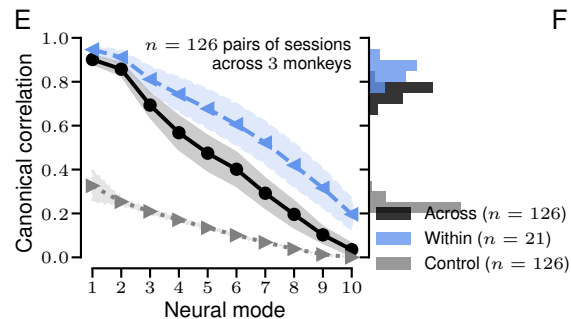 E
F
n = 126 pairs of sessions
across 3 monkeys
Canonical correlation
1.0
0.8
0.6
0.4
0.2
0.0
1 2 3 4 5 6 7 8 9 10
Neural mode
Across (n = 126)
Within (n = 21)
Control (n = 126)